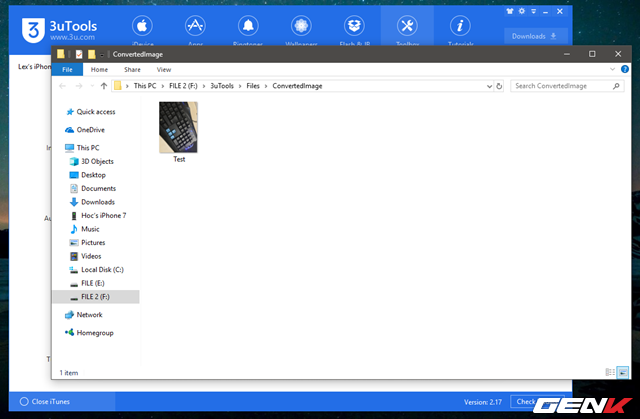 3uTools
www.3u.com
iDevice Apps Ringtones Wallpapers Flash & JB Toolbox Tutorials
Downloads
Lex's iPhon
ConvertedImage
File Home Share View
This PC > FILE 2 (F:) > 3uTools > Files > ConvertedImage
Search ConvertedImage
Quick access
OneDrive
This PC
3D Objects
Desktop
Documents
Downloads
Hoc's iPhone 7
Music
Pictures
Videos
Local Disk (C:)
FILE (E:)
FILE 2 (F:)
Network
Homegroup
Test
1 item
Close iTunes
Version: 2.17
Check
GENK